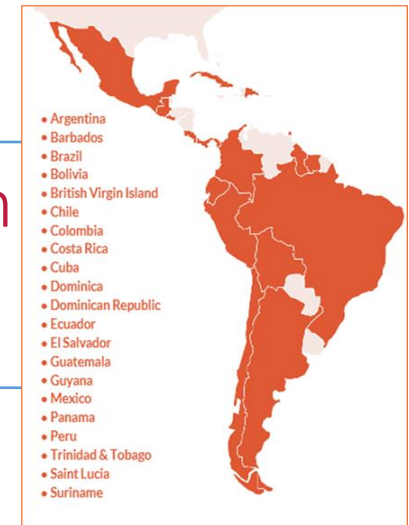 • Argentina
• Barbados
• Brazil
• Bolivia
• British Virgin Island
• Chile
• Colombia
• Costa Rica
• Cuba
• Dominica
• Dominican Republic
• Ecuador
• El Salvador
• Guatemala
• Guyana
• Mexico
• Panama
• Peru
• Trinidad & Tobago
• Saint Lucia
• Suriname